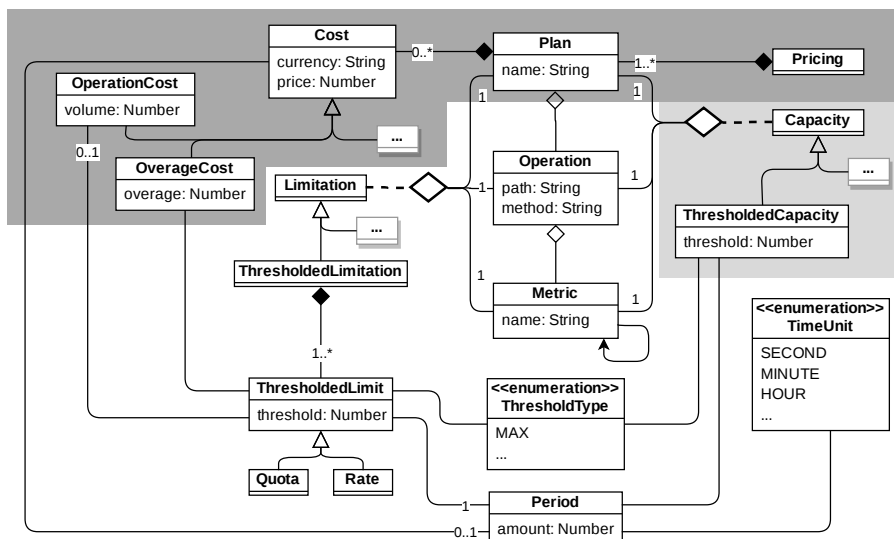 Cost
currency: String
price: Number
0..*
Plan
name: String
1..*
Pricing
OperationCost
volume: Number
1
1
Capacity
...
0..1
OverageCost
overage: Number
Operation
path: String
method: String
Limitation
1
1
...
...
ThresholdedCapacity
threshold: Number
ThresholdedLimitation
1
1
Metric
name: String
<<enumeration>>
TimeUnit
SECOND
MINUTE
HOUR
...
1..*
ThresholdedLimit
threshold: Number
<<enumeration>>
ThresholdType
MAX
...
Quota
Rate
1
Period
amount: Number
0..1